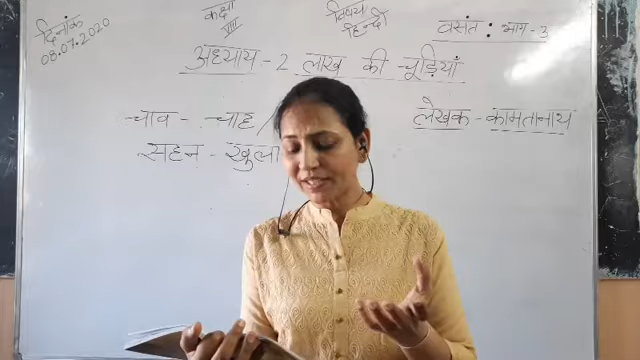 दिनांक
08.07.2020
कक्षा
VIII
विषय
हिन्दी
वसंत : भाग - 3
अध्याय - 2 लाख की चूड़ियां
लेखक - कामतानाथ
चाव - चाह /
सहन - खुला